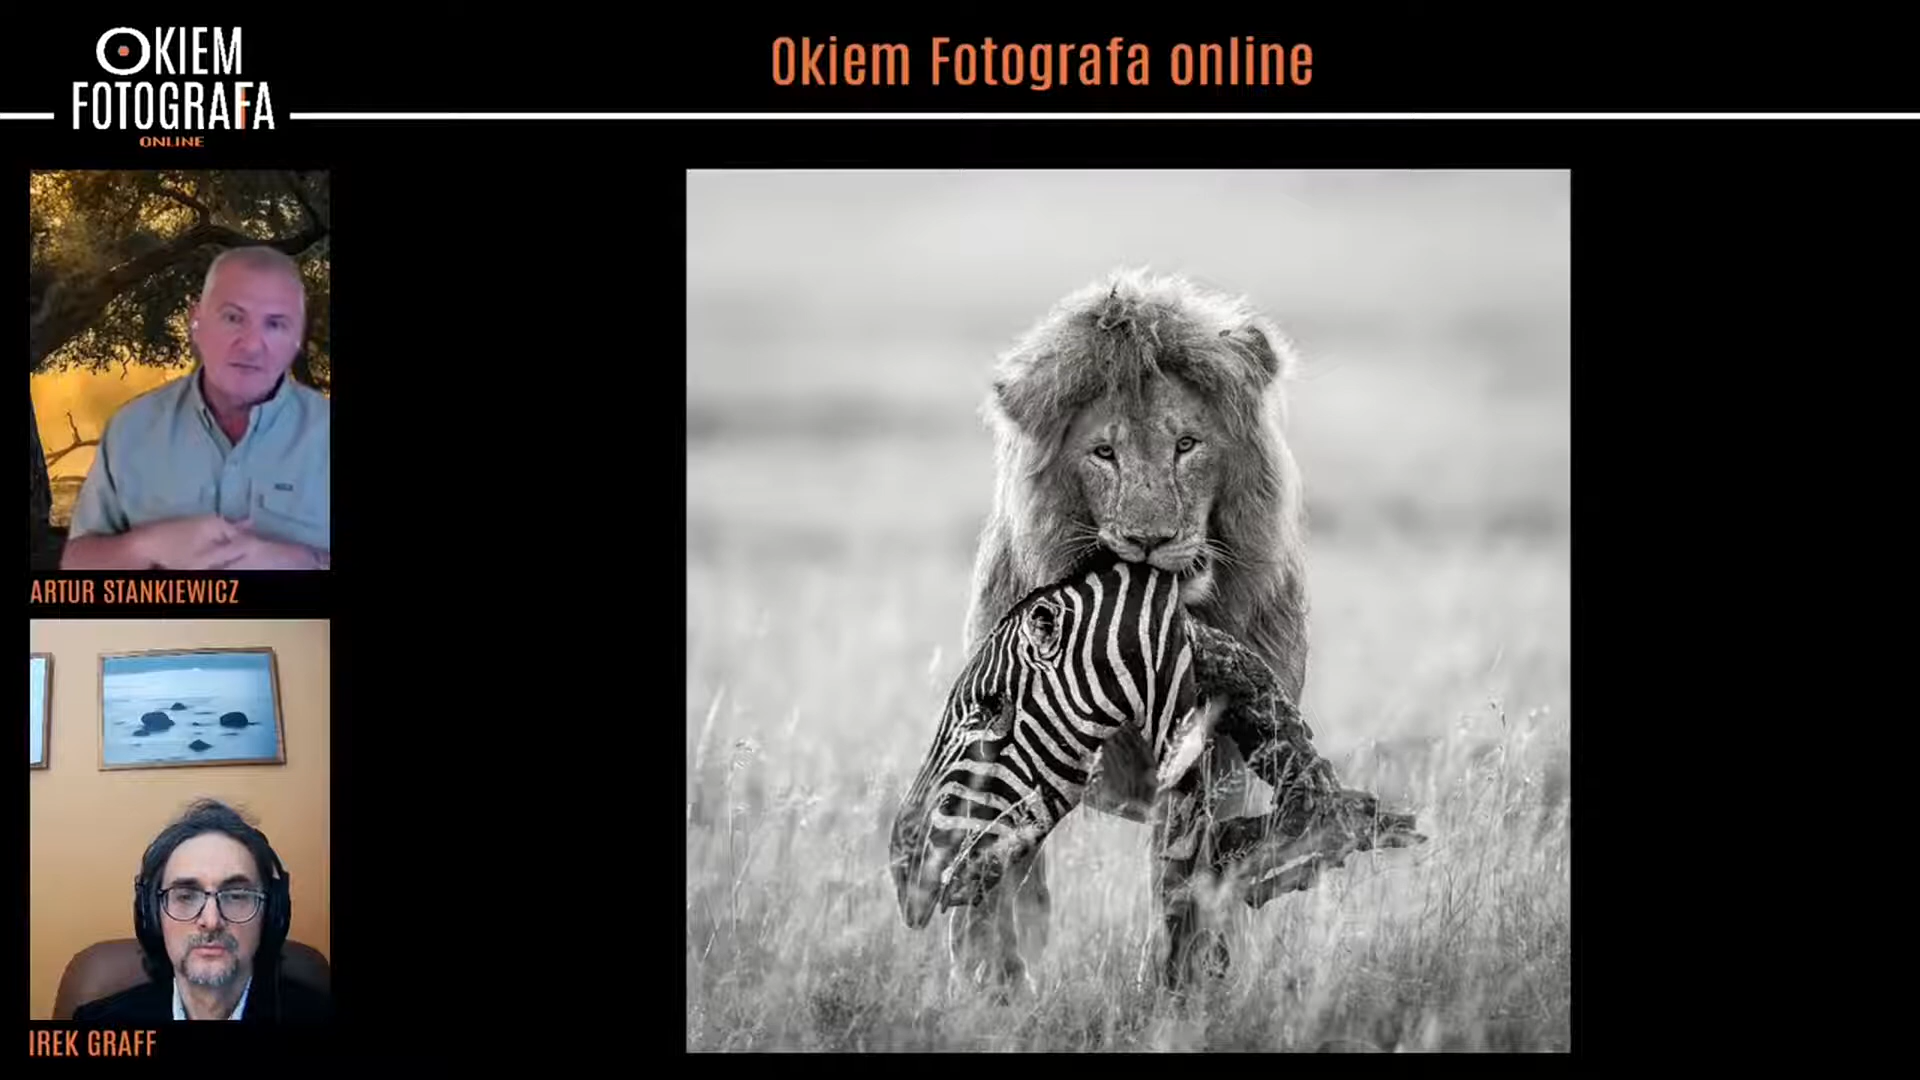 OKIEM
FOTOGRAFA
ONLINE
Okiem Fotografa online
ARTUR STANKIEWICZ
IREK GRAFF